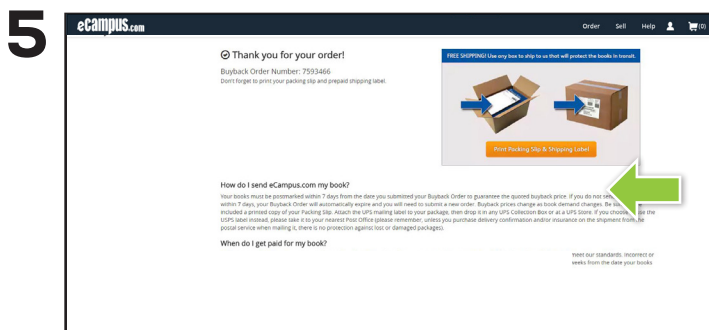 5
eCampus.com
Order Sell Help (0)
Thank you for your order!
Buyback Order Number: 7593466
Don't forget to print your packing slip and prepaid shipping label.
FREE SHIPPING! Use any box to ship to us that will protect the books in transit.
Print Packing Slip & Shipping Label
How do I send eCampus.com my book?
Your books must be postmarked within 7 days from the date you submitted your Buyback Order to guarantee the quoted buyback price. If you do not
within 7 days, your Buyback Order will automatically expire and you will need to submit a new order. Buyback prices change as book demand changes. Be
included a printed copy of your Packing Slip. Attach the UPS mailing label to your package, then drop it in any UPS Collection Box or at a UPS Store. If you the
USPS label instead, please take it to your nearest Post Office (please remember, unless you purchase delivery confirmation and/or insurance on the shipment from the
postal service when mailing it, there is no protection against lost or damaged packages).
When do I get paid for my book?
meet our standards. Incorrect or
weeks from the date your books